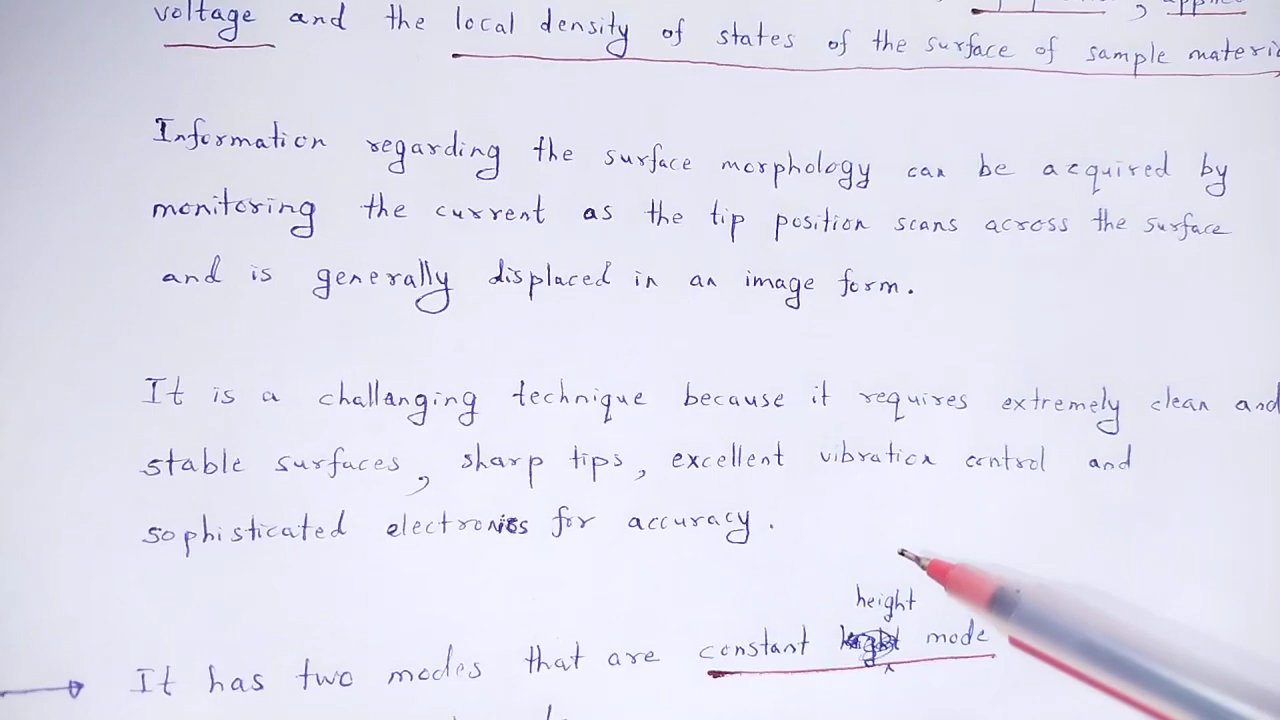 voltage and the local density of states of the surface of sample
Information regarding the surface morphology can be acquired by
monitoring the current as the tip position scans across the surface
and is generally displaced in an image form.
It is a challanging technique because it requires extremely clean and
stable surfaces, sharp tips, excellent vibration control and
sophisticated electronics for accuracy.
height
It has two modes that are constant mode